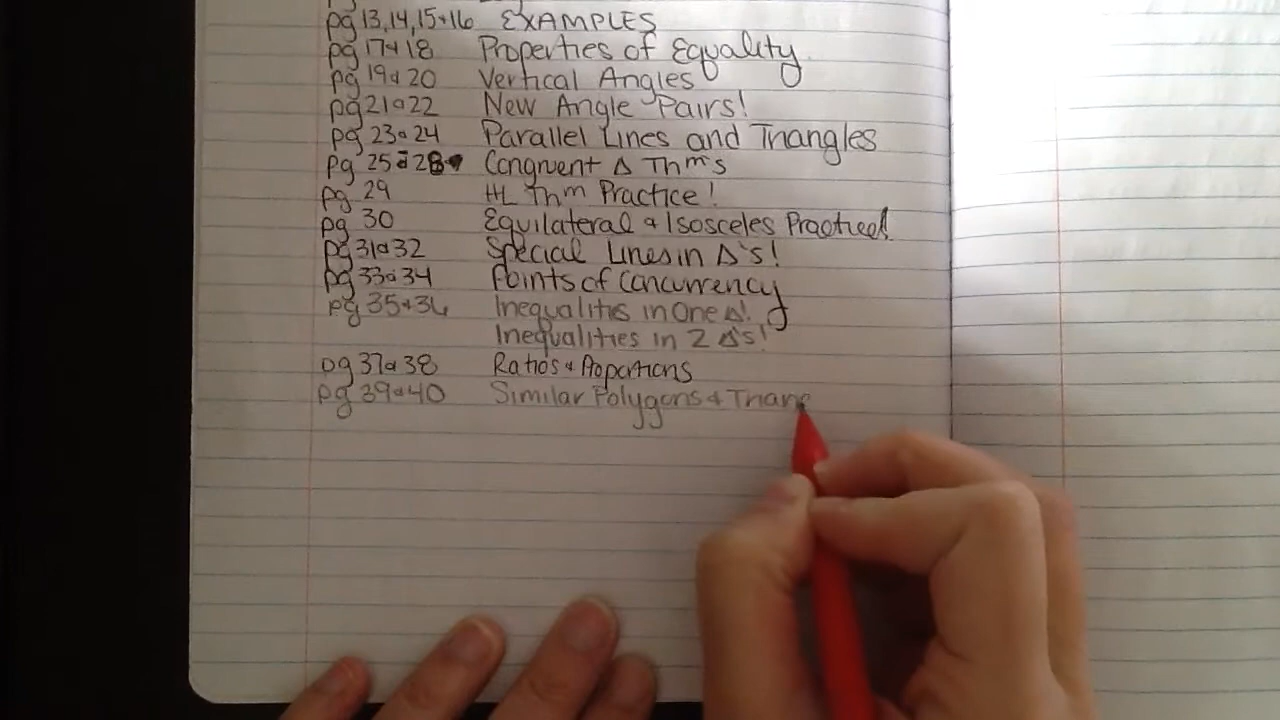 pg 13,14,15+16 EXAMPLES
pg 17+18 Properties of Equality
pg 19+20 Vertical Angles
pg 21+22 New Angle Pairs!
pg 23+24 Parallel Lines and Triangles
pg 25+28 Congruent Δ Thm's
pg 29 HL Thm Practice!
pg 30 Equilateral + Isosceles Practice!
pg 31+32 Special Lines in Δ's!
pg 33+34 Points of Concurrency
pg 35+36 Inequalities in One Δ!
Inequalities in 2 Δ's!
pg 37+38 Ratios + Proportions
pg 39+40 Similar Polygons + Triang